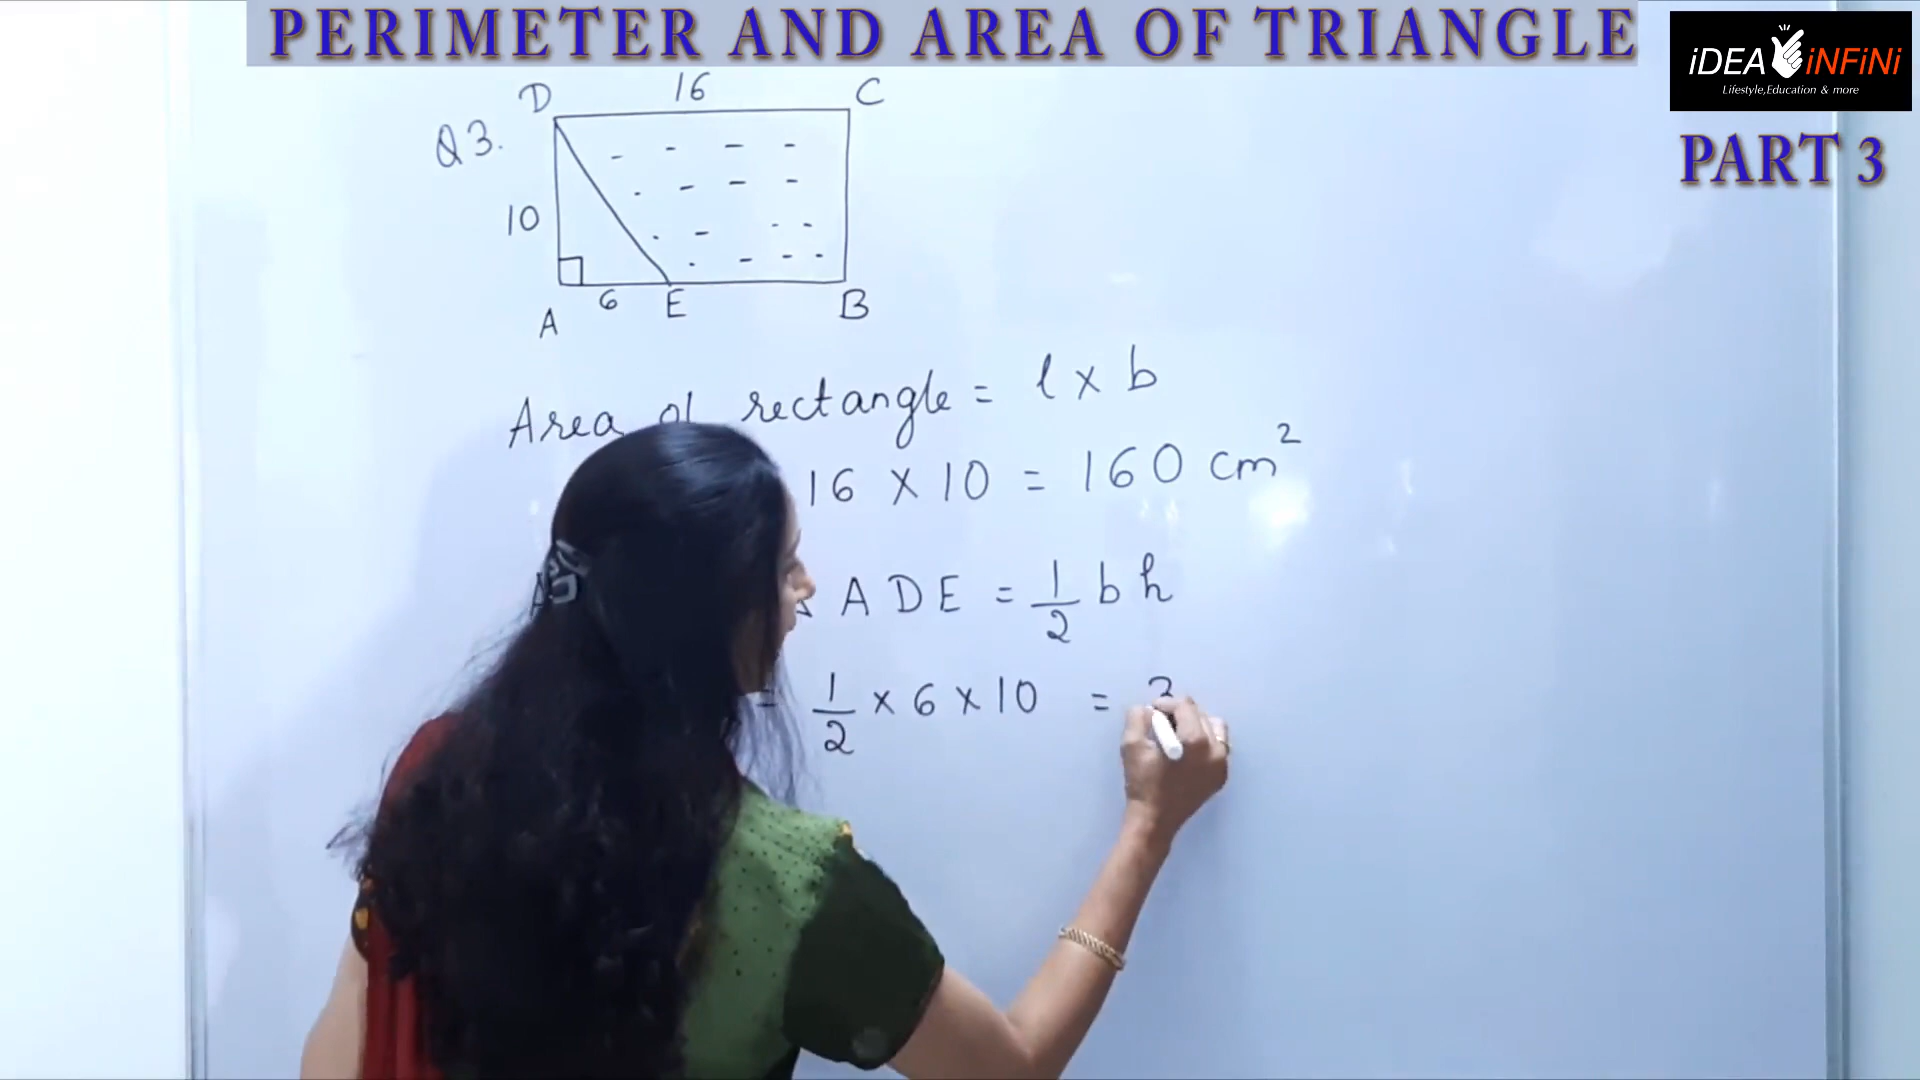 PERIMETER AND AREA OF TRIANGLE
iDEA iNFiNi
Lifestyle,Education & more
PART 3
Q3.
D 16 C
10
A 6 E B
Area of rectangle = l x b
16 x 10 = 160 cm²
ADE = 1/2 b h
= 1/2 x 6 x 10 = 3